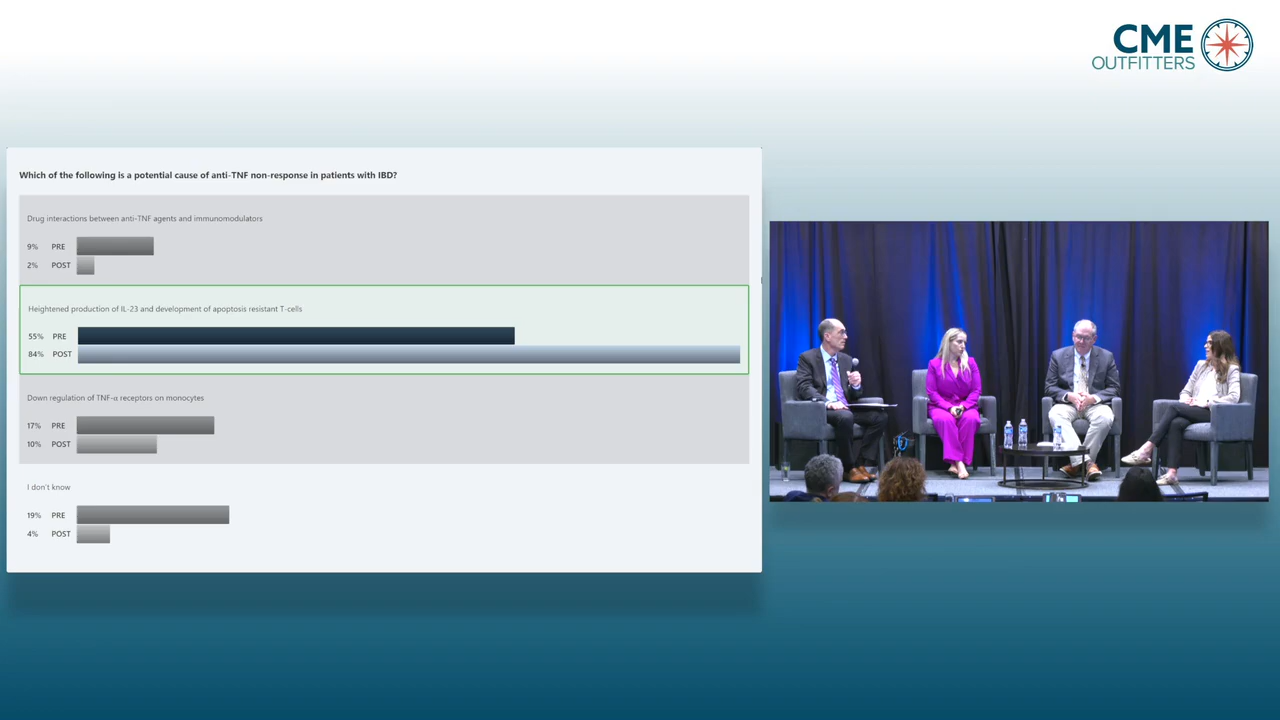 CME
OUTFITTERS
Which of the following is a potential cause of anti-TNF non-response in patients with IBD?
Drug interactions between anti-TNF agents and immunomodulators
9% PRE
2% POST
Heightened production of IL-23 and development of apoptosis resistant T-cells
55% PRE
84% POST
Down regulation of TNF-α receptors on monocytes
17% PRE
10% POST
I don't know
19% PRE
4% POST